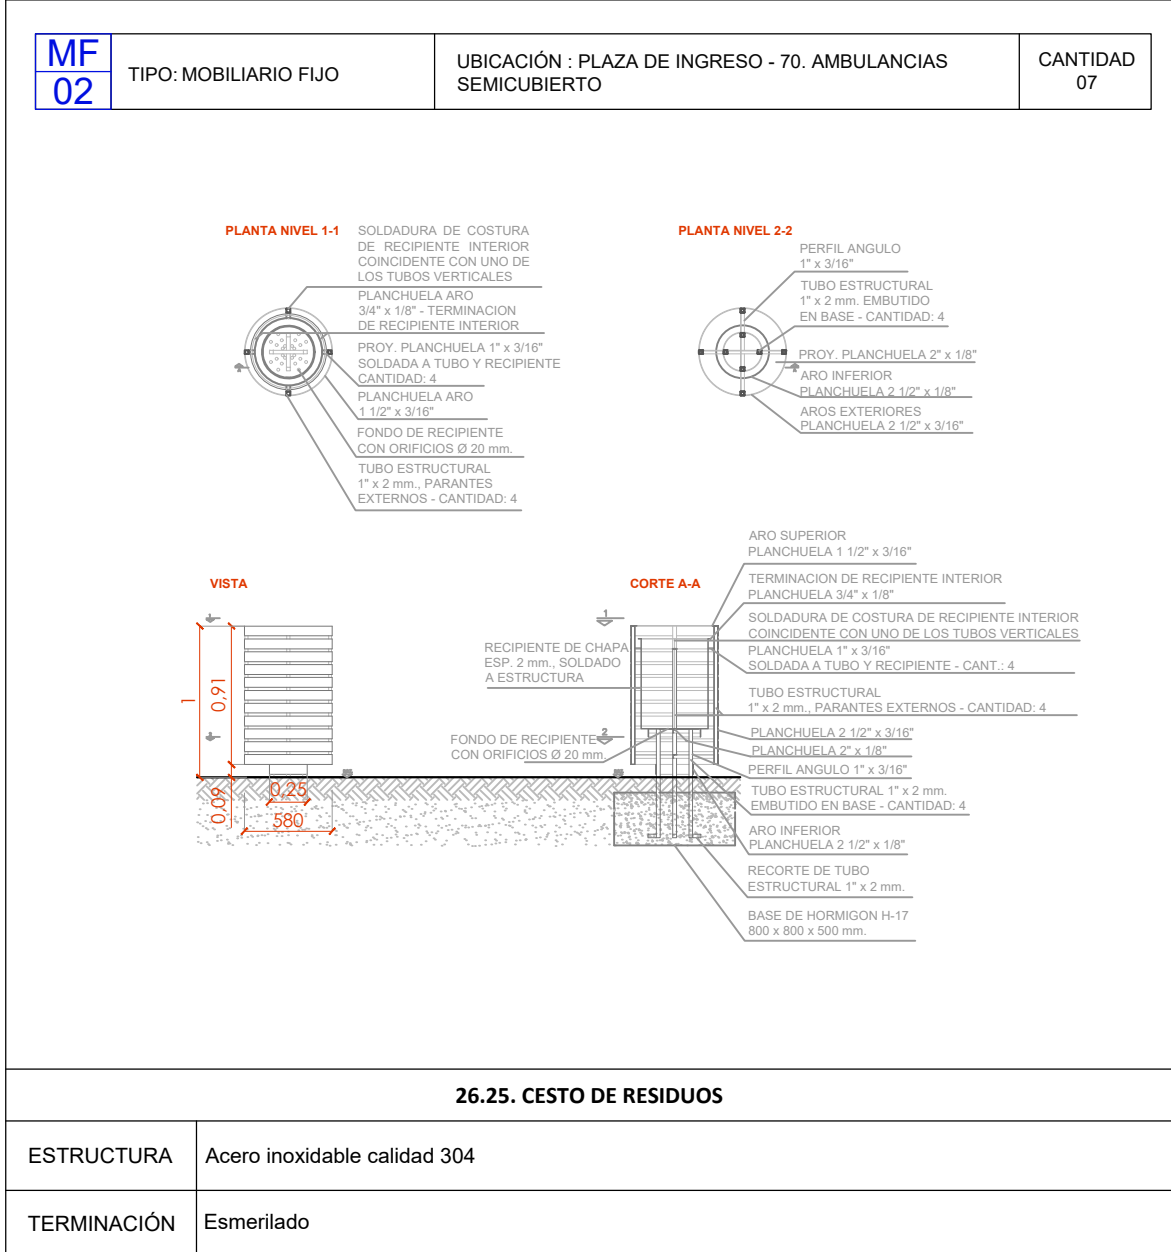 MF
02
TIPO: MOBILIARIO FIJO
UBICACIÓN : PLAZA DE INGRESO - 70. AMBULANCIAS
SEMICUBIERTO
CANTIDAD
07
PLANTA NIVEL 1-1
SOLDADURA DE COSTURA
DE RECIPIENTE INTERIOR
COINCIDENTE CON UNO DE
LOS TUBOS VERTICALES
PLANCHUELA ARO
3/4" x 1/8" - TERMINACION
DE RECIPIENTE INTERIOR
PROY. PLANCHUELA 1" x 3/16"
SOLDADA A TUBO Y RECIPIENTE
CANTIDAD: 4
PLANCHUELA ARO
1 1/2" x 3/16"
FONDO DE RECIPIENTE
CON ORIFICIOS Ø 20 mm.
TUBO ESTRUCTURAL
1" x 2 mm., PARANTES
EXTERNOS - CANTIDAD: 4
PLANTA NIVEL 2-2
PERFIL ANGULO
1" x 3/16"
TUBO ESTRUCTURAL
1" x 2 mm. EMBUTIDO
EN BASE - CANTIDAD: 4
PROY. PLANCHUELA 2" x 1/8"
ARO INFERIOR
PLANCHUELA 2 1/2" x 1/8"
AROS EXTERIORES
PLANCHUELA 2 1/2" x 3/16"
VISTA
1
0,91
0,09
0,25
580
CORTE A-A
1
2
RECIPIENTE DE CHAPA
ESP. 2 mm., SOLDADO
A ESTRUCTURA
FONDO DE RECIPIENTE
CON ORIFICIOS Ø 20 mm.
ARO SUPERIOR
PLANCHUELA 1 1/2" x 3/16"
TERMINACION DE RECIPIENTE INTERIOR
PLANCHUELA 3/4" x 1/8"
SOLDADURA DE COSTURA DE RECIPIENTE INTERIOR
COINCIDENTE CON UNO DE LOS TUBOS VERTICALES
PLANCHUELA 1" x 3/16"
SOLDADA A TUBO Y RECIPIENTE - CANT.: 4
TUBO ESTRUCTURAL
1" x 2 mm., PARANTES EXTERNOS - CANTIDAD: 4
PLANCHUELA 2 1/2" x 3/16"
PLANCHUELA 2" x 1/8"
PERFIL ANGULO 1" x 3/16"
TUBO ESTRUCTURAL 1" x 2 mm.
EMBUTIDO EN BASE - CANTIDAD: 4
ARO INFERIOR
PLANCHUELA 2 1/2" x 1/8"
RECORTE DE TUBO
ESTRUCTURAL 1" x 2 mm.
BASE DE HORMIGON H-17
800 x 800 x 500 mm.
26.25. CESTO DE RESIDUOS
ESTRUCTURA
Acero inoxidable calidad 304
TERMINACIÓN
Esmerilado